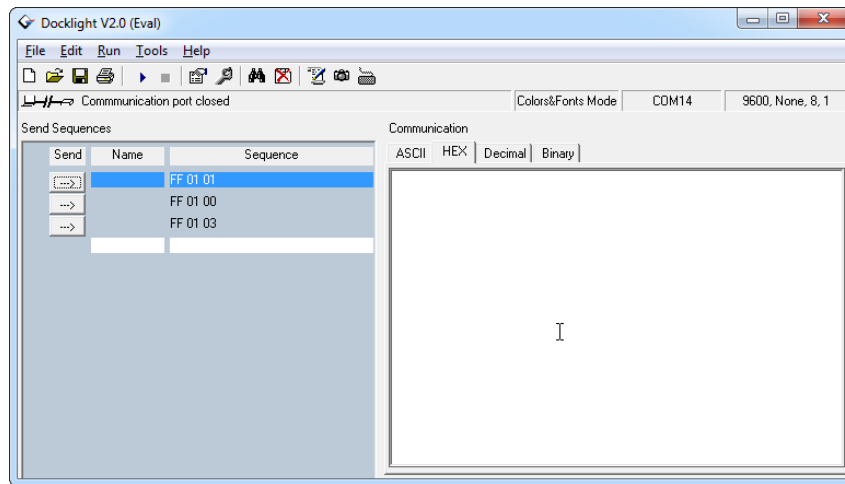 Docklight V2.0 (Eval)
File Edit Run Tools Help
Commmunication port closed Colors&Fonts Mode COM14 9600, None, 8, 1
Send Sequences
Send Name Sequence
---> FF 01 01
---> FF 01 00
---> FF 01 03
Communication
ASCII HEX Decimal Binary